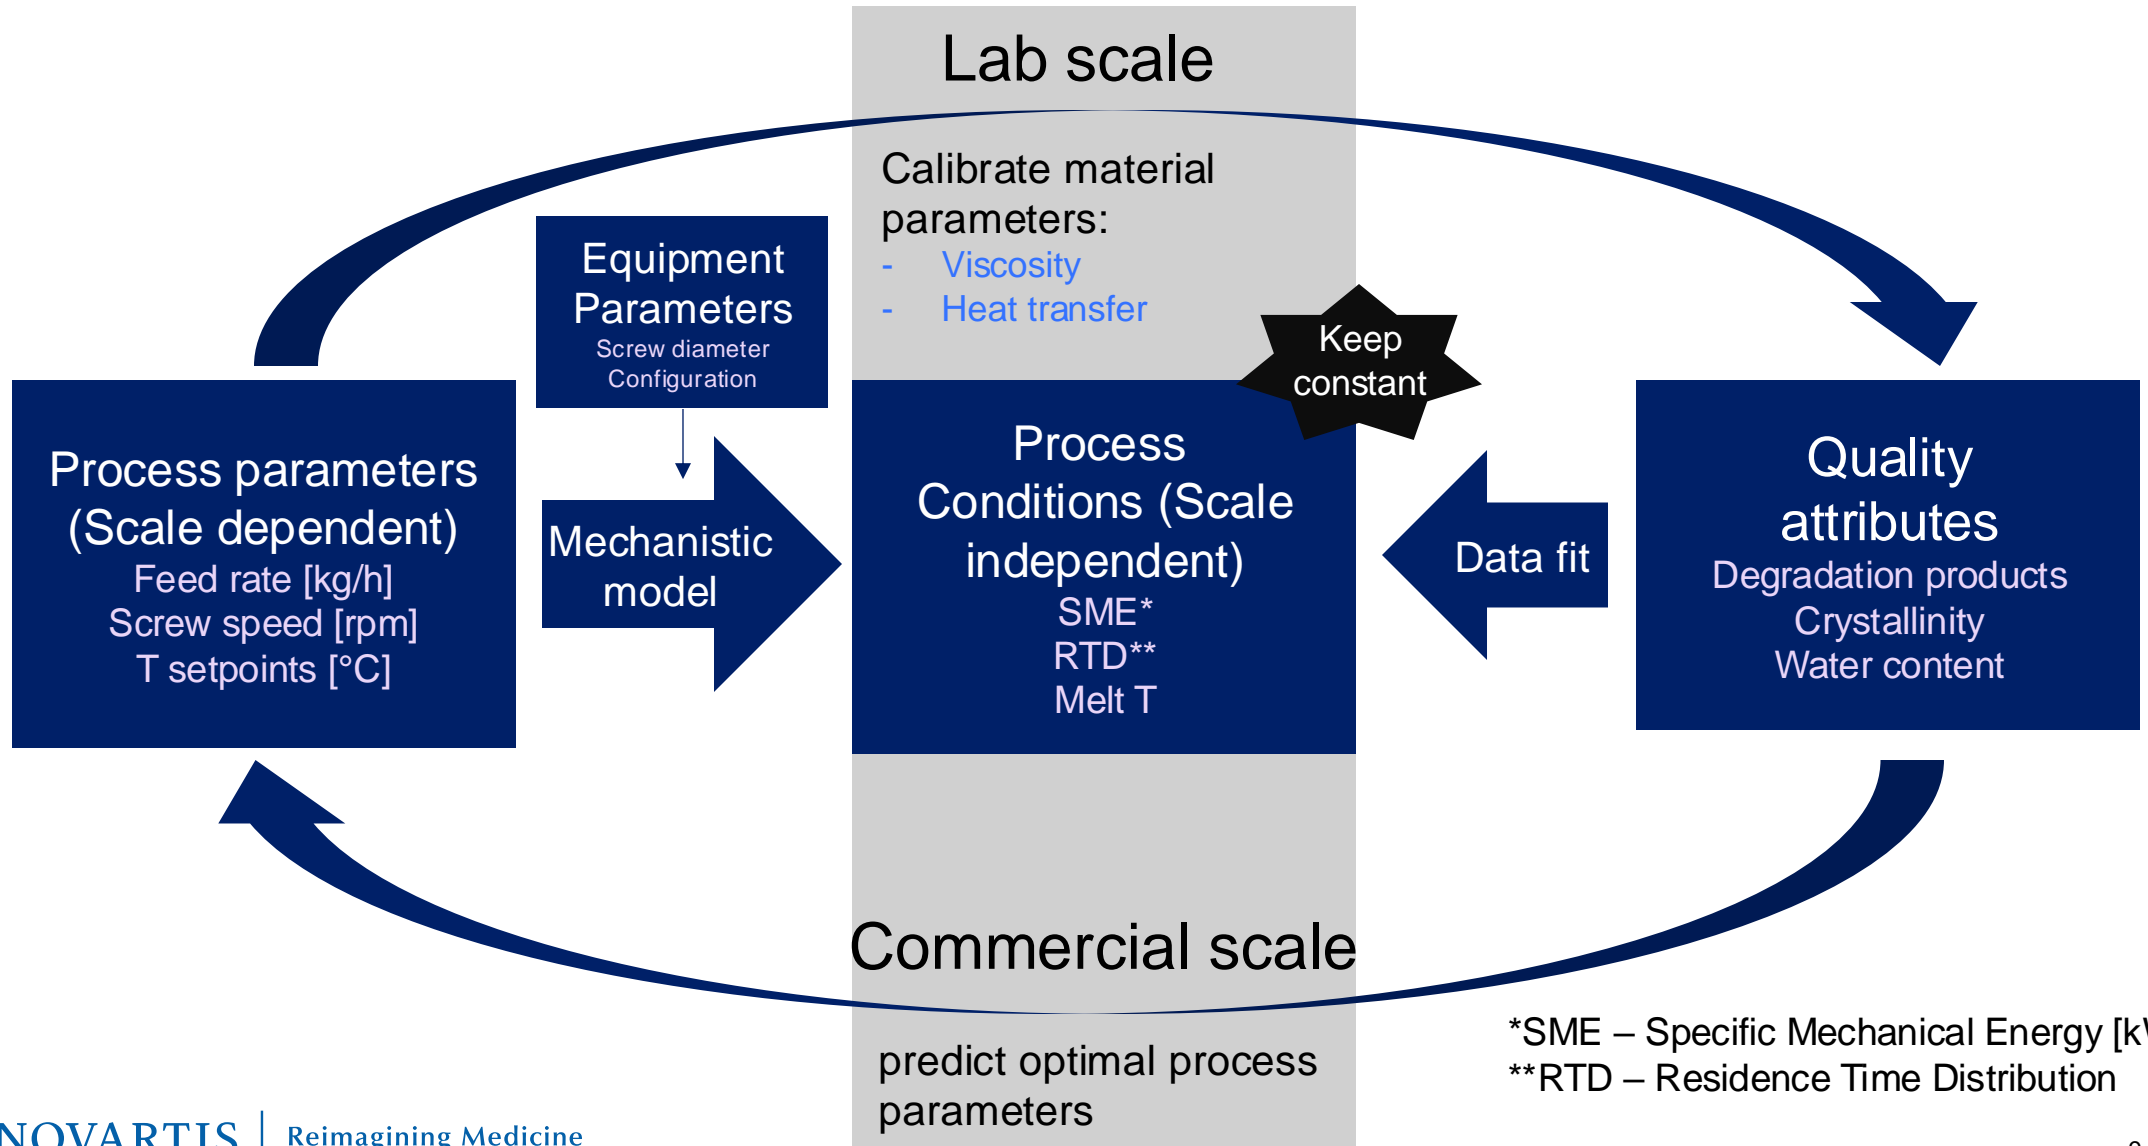 Lab scale
Calibrate material
parameters:
- Viscosity
- Heat transfer
Equipment
Parameters
Screw diameter
Configuration
Keep
constant
Process parameters
(Scale dependent)
Feed rate [kg/h]
Screw speed [rpm]
T setpoints [°C]
Mechanistic
model
Process
Conditions (Scale
independent)
SME*
RTD**
Melt T
Data fit
Quality
attributes
Degradation products
Crystallinity
Water content
Commercial scale
predict optimal process
parameters
*SME – Specific Mechanical Energy
**RTD – Residence Time Distribution
NOVARTIS | Reimagining Medicine